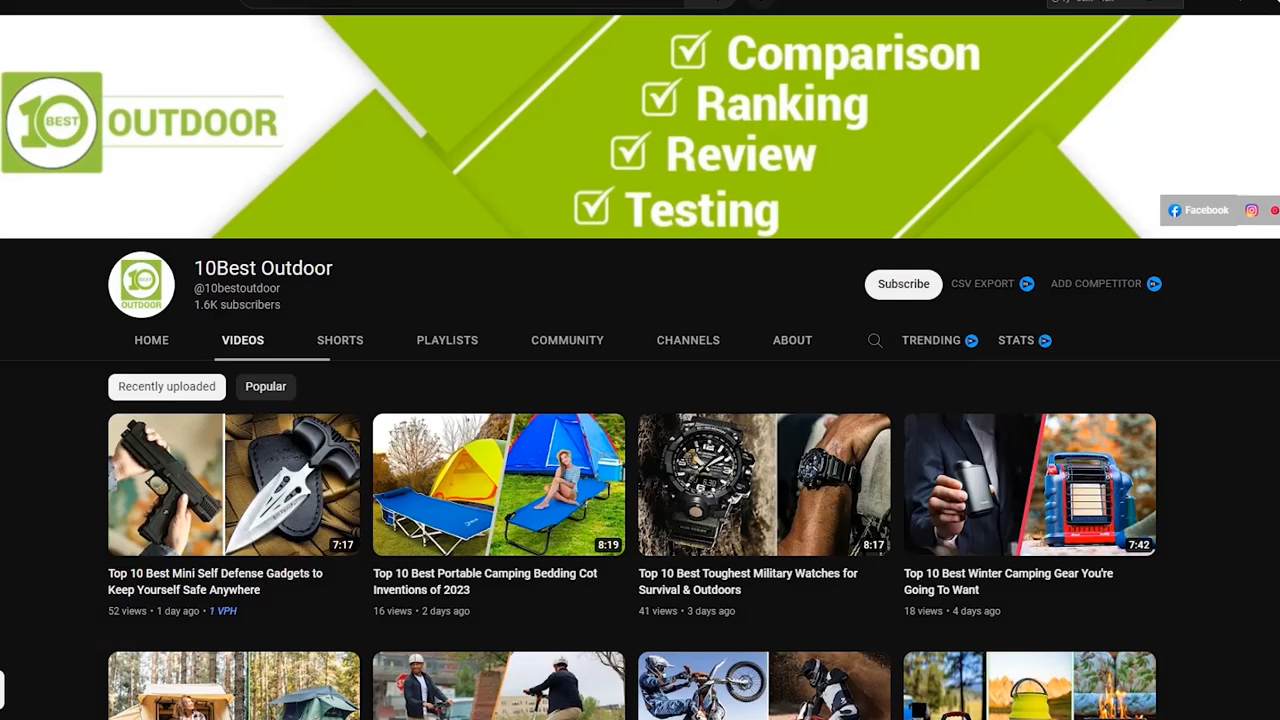 Comparison
Ranking
Review
Testing
10
BEST
OUTDOOR
Facebook
10Best Outdoor
@10bestoutdoor
1.6K subscribers
Subscribe
CSV EXPORT
ADD COMPETITOR
10
BEST
OUTDOOR
HOME
VIDEOS
SHORTS
PLAYLISTS
COMMUNITY
CHANNELS
ABOUT
TRENDING
STATS
Recently uploaded
Popular
7:17
8:19
8:17
7:42
Top 10 Best Mini Self Defense Gadgets to
Keep Yourself Safe Anywhere
52 views • 1 day ago • 1 VPH
Top 10 Best Portable Camping Bedding Cot
Inventions of 2023
16 views • 2 days ago
Top 10 Best Toughest Military Watches for
Survival & Outdoors
41 views • 3 days ago
Top 10 Best Winter Camping Gear You're
Going To Want
18 views • 4 days ago